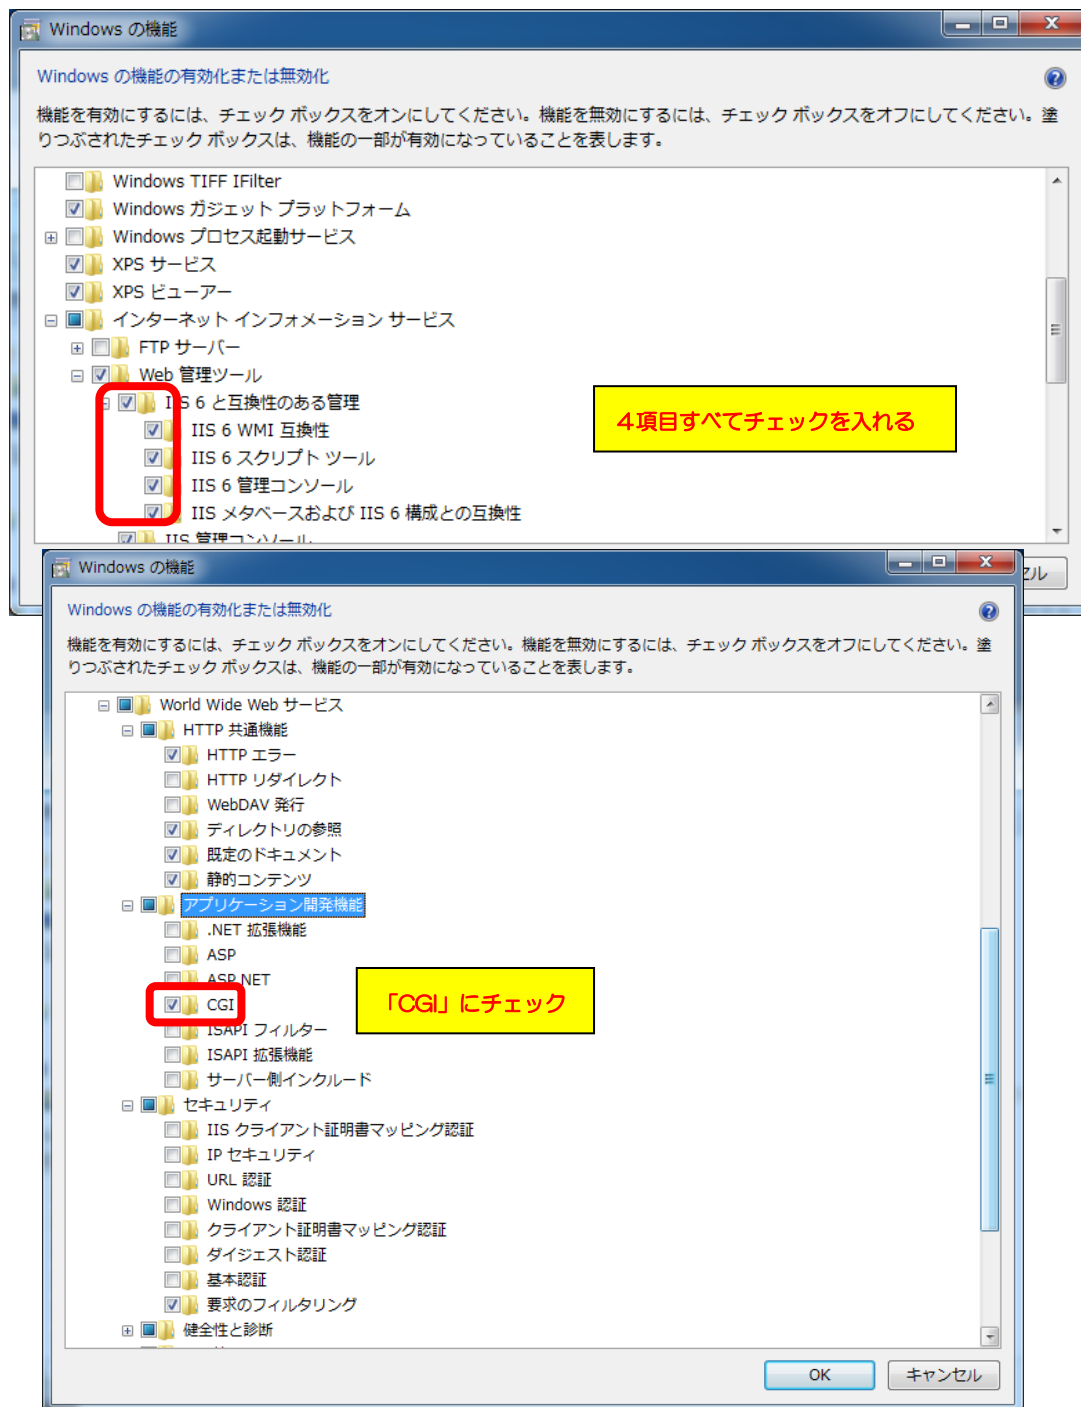 Windows の機能
Windows の機能の有効化または無効化
機能を有効にするには、チェック ボックスをオンにしてください。機能を無効にするには、チェック ボックスをオフにしてください。塗
りつぶされたチェック ボックスは、機能の一部が有効になっていることを表します。
Windows TIFF IFilter
Windows ガジェット プラットフォーム
Windows プロセス起動サービス
XPS サービス
XPS ビューアー
インターネット インフォメーション サービス
FTP サーバー
Web 管理ツール
IIS 6 と互換性のある管理
４項目すべてチェックを入れる
IIS 6 WMI 互換性
IIS 6 スクリプト ツール
IIS 6 管理コンソール
IIS メタベースおよび IIS 6 構成との互換性
IIS 管理コンソール
セル
Windows の機能
Windows の機能の有効化または無効化
機能を有効にするには、チェック ボックスをオンにしてください。機能を無効にするには、チェック ボックスをオフにしてください。塗
りつぶされたチェック ボックスは、機能の一部が有効になっていることを表します。
World Wide Web サービス
HTTP 共通機能
HTTP エラー
HTTP リダイレクト
WebDAV 発行
ディレクトリの参照
既定のドキュメント
静的コンテンツ
アプリケーション開発機能
.NET 拡張機能
ASP
ASP.NET
CGI
「CGI」にチェック
ISAPI フィルター
ISAPI 拡張機能
サーバー側インクルード
セキュリティ
IIS クライアント証明書マッピング認証
IP セキュリティ
URL 認証
Windows 認証
クライアント証明書マッピング認証
ダイジェスト認証
基本認証
要求のフィルタリング
健全性と診断
OK
キャンセル